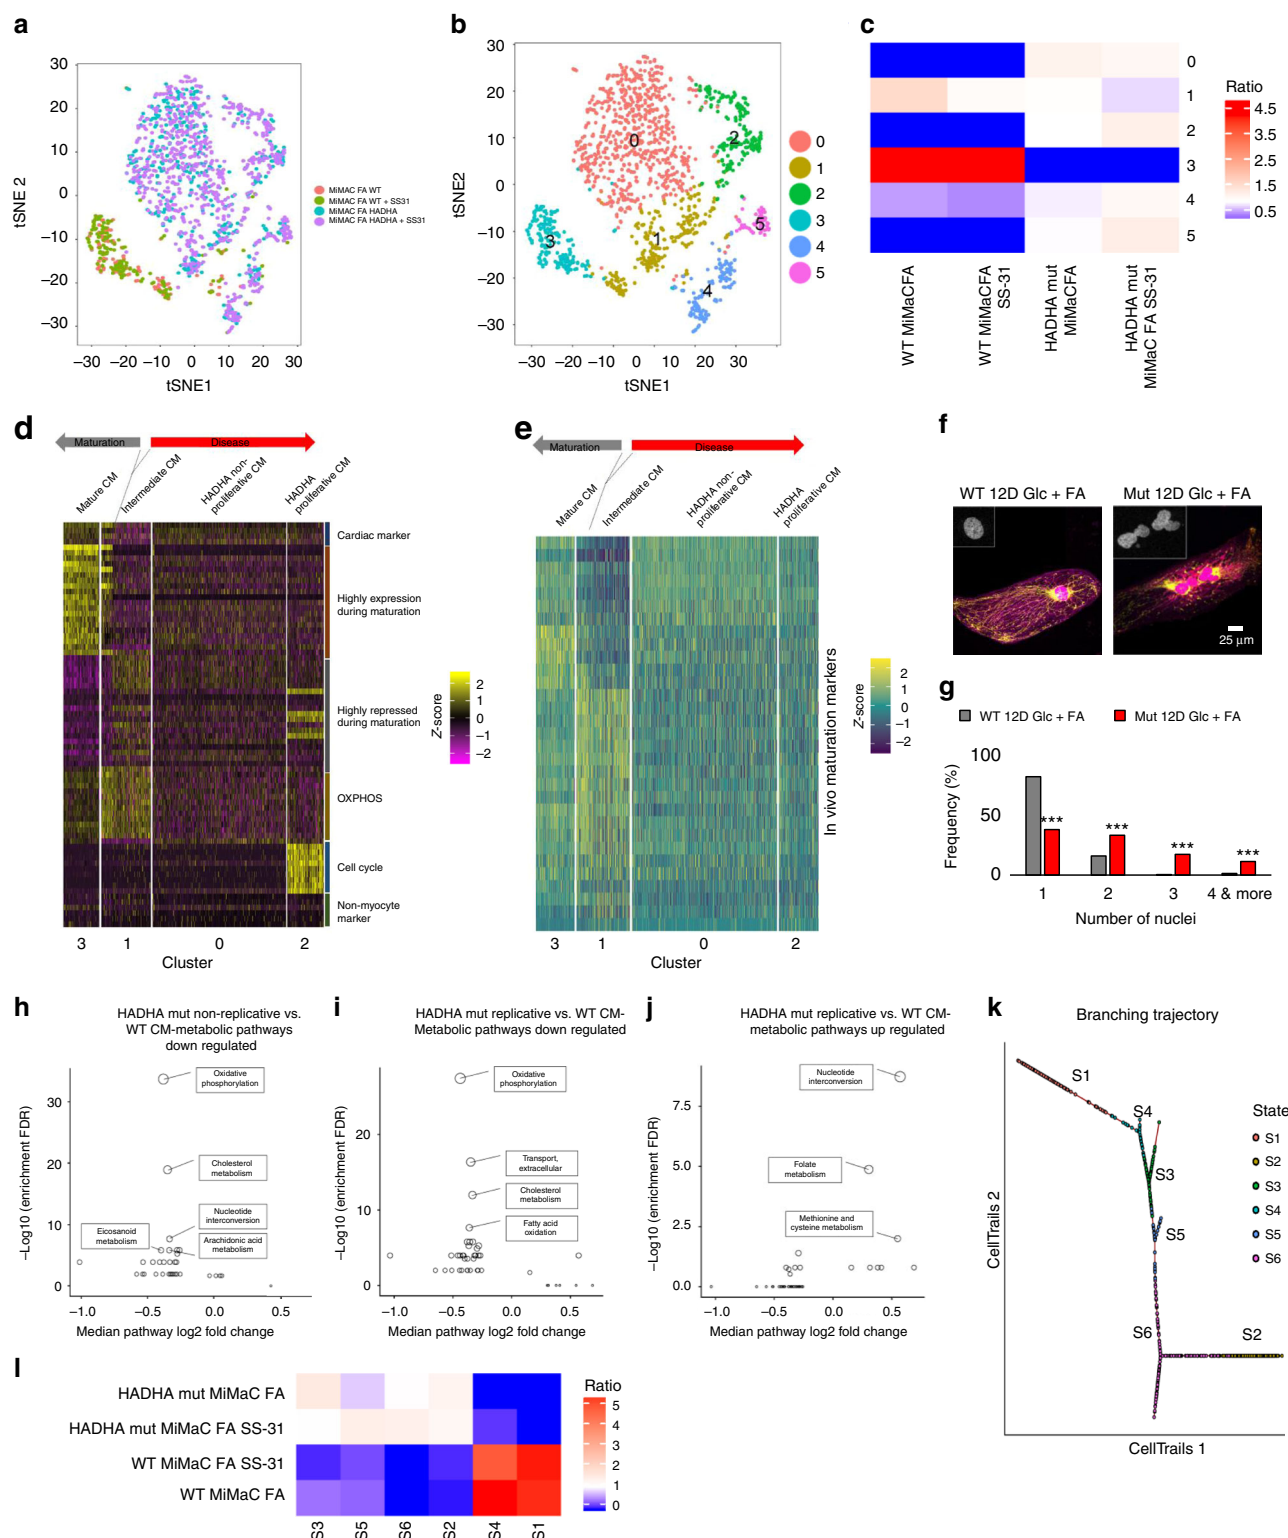 a
30
20
10
0
−10
−20
−30
tSNE 2
−30 −20 −10 0 10 20 30
tSNE1
MiMAC FA WT
MiMAC FA WT + SS31
MiMAC FA HADHA
MiMAC FA HADHA + SS31
b
30
20
10
0
−10
−20
−30
tSNE2
0
1
2
3
4
5
−30 −20 −10 0 10 20 30
tSNE1
0
1
2
3
4
5
c
0
1
2
3
4
5
WT MiMaCFA
WT MiMaCFA
SS-31
HADHA mut
MiMaCFA
HADHA mut
MiMaC FA SS-31
Ratio
4.5
3.5
2.5
1.5
0.5
d
Maturation
Disease
Mature CM
Intermediate CM
HADHA non-
proliferative CM
HADHA
proliferative CM
Cardiac marker
Highly expression
during maturation
Highly repressed
during maturation
OXPHOS
Cell cycle
Non-myocyte
marker
3 1 0 2
Cluster
Z-score
2
1
0
−1
−2
e
Maturation
Disease
Mature CM
Intermediate CM
HADHA non-
proliferative CM
HADHA
proliferative CM
In vivo maturation markers
3 1 0 2
Cluster
Z-score
2
1
0
−1
−2
f
WT 12D Glc + FA
Mut 12D Glc + FA
25 μm
g
WT 12D Glc + FA
Mut 12D Glc + FA
100
50
0
Frequency (%)
***
***
***
***
1 2 3 4 & more
Number of nuclei
h
HADHA mut non-replicative vs.
WT CM-metabolic pathways
down regulated
30
20
10
0
−Log10 (enrichment FDR)
Oxidative
phosphorylation
Cholesterol
metabolism
Nucleotide
interconversion
Eicosanoid
metabolism
Arachidonic acid
metabolism
−1.0 −0.5 0.0 0.5
Median pathway log2 fold change
i
HADHA mut replicative vs. WT CM-
Metabolic pathways down regulated
20
10
0
−Log10 (enrichment FDR)
Oxidative
phosphorylation
Transport,
extracellular
Cholesterol
metabolism
Fatty acid
oxidation
−1.0 −0.5 0.0 0.5
Median pathway log2 fold change
j
HADHA mut replicative vs. WT CM-
metabolic pathways up regulated
7.5
5.0
2.5
0.0
−Log10 (enrichment FDR)
Nucleotide
interconversion
Folate
metabolism
Methionine and
cysteine metabolism
−1.0 −0.5 0.0 0.5
Median pathway log2 fold change
k
Branching trajectory
S1
S4
S3
S5
S6
S2
CellTrails 2
CellTrails 1
State
S1
S2
S3
S4
S5
S6
l
HADHA mut MiMaC FA
HADHA mut MiMaC FA SS-31
WT MiMaC FA SS-31
WT MiMaC FA
S3 S5 S6 S2 S4 S1
Ratio
5
4
3
2
1
0